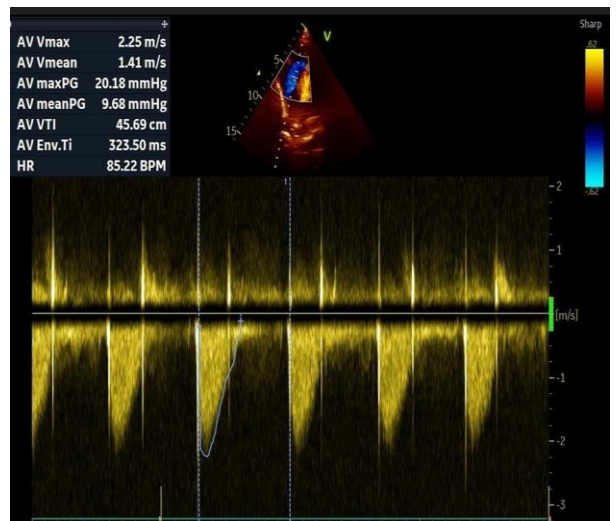 AV Vmax 2.25 m/s
AV Vmean 1.41 m/s
AV maxPG 20.18 mmHg
AV meanPG 9.68 mmHg
AV VTI 45.69 cm
AV Env.Ti 323.50 ms
HR 85.22 BPM
V
5
10
15
Sharp
.62
-.62
1
-2
-1
[m/s]
-1
-2
-3